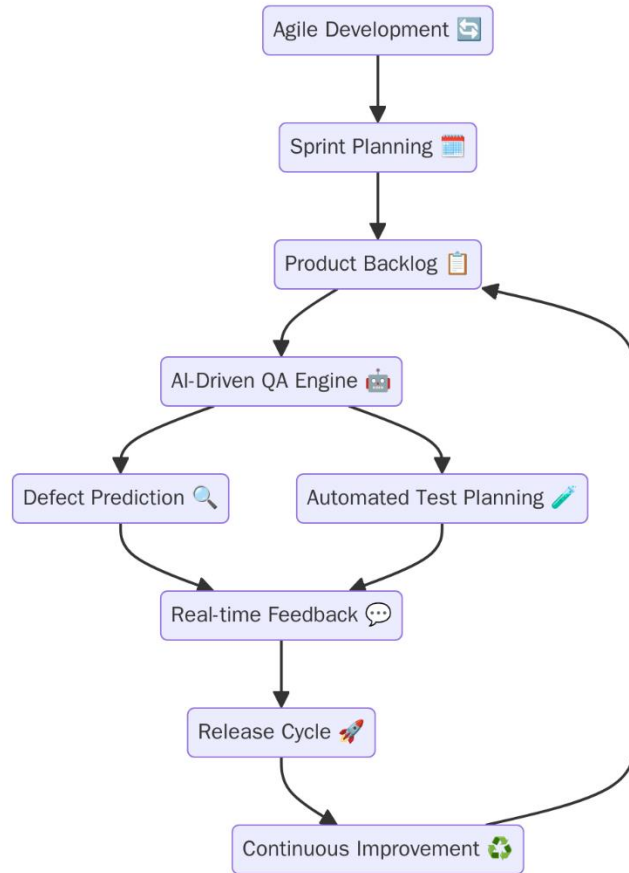 Agile Development 🔄
Sprint Planning 🗓️
Product Backlog 📋
AI-Driven QA Engine 🤖
Defect Prediction 🔍
Automated Test Planning 🧪
Real-time Feedback 💬
Release Cycle 🚀
Continuous Improvement ♻️